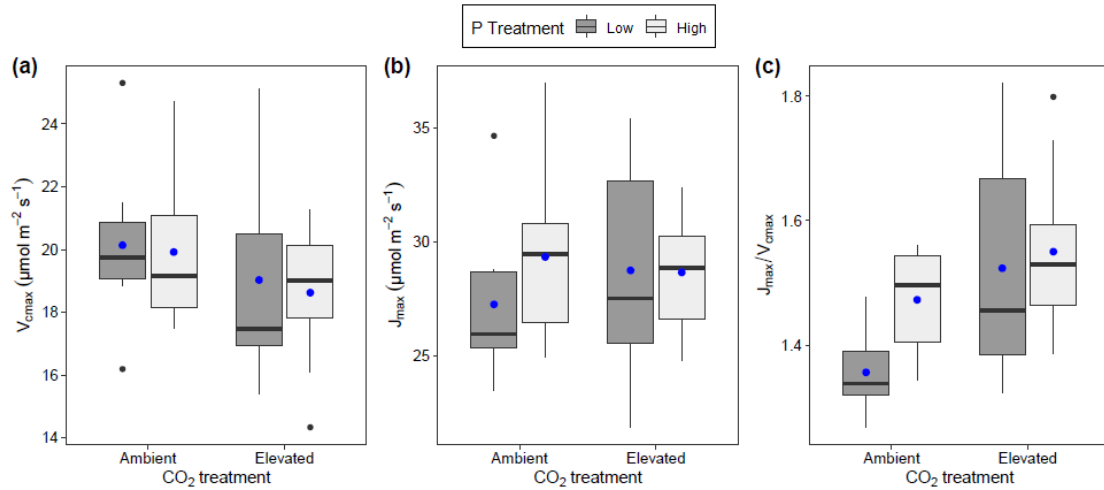 P Treatment Low High
(a) (b) (c)
V_cmax (µmol m⁻² s⁻¹)
24
22
20
18
16
14
Ambient Elevated
CO₂ treatment
J_max (µmol m⁻² s⁻¹)
35
30
25
Ambient Elevated
CO₂ treatment
J_max/V_cmax
1.8
1.6
1.4
Ambient Elevated
CO₂ treatment